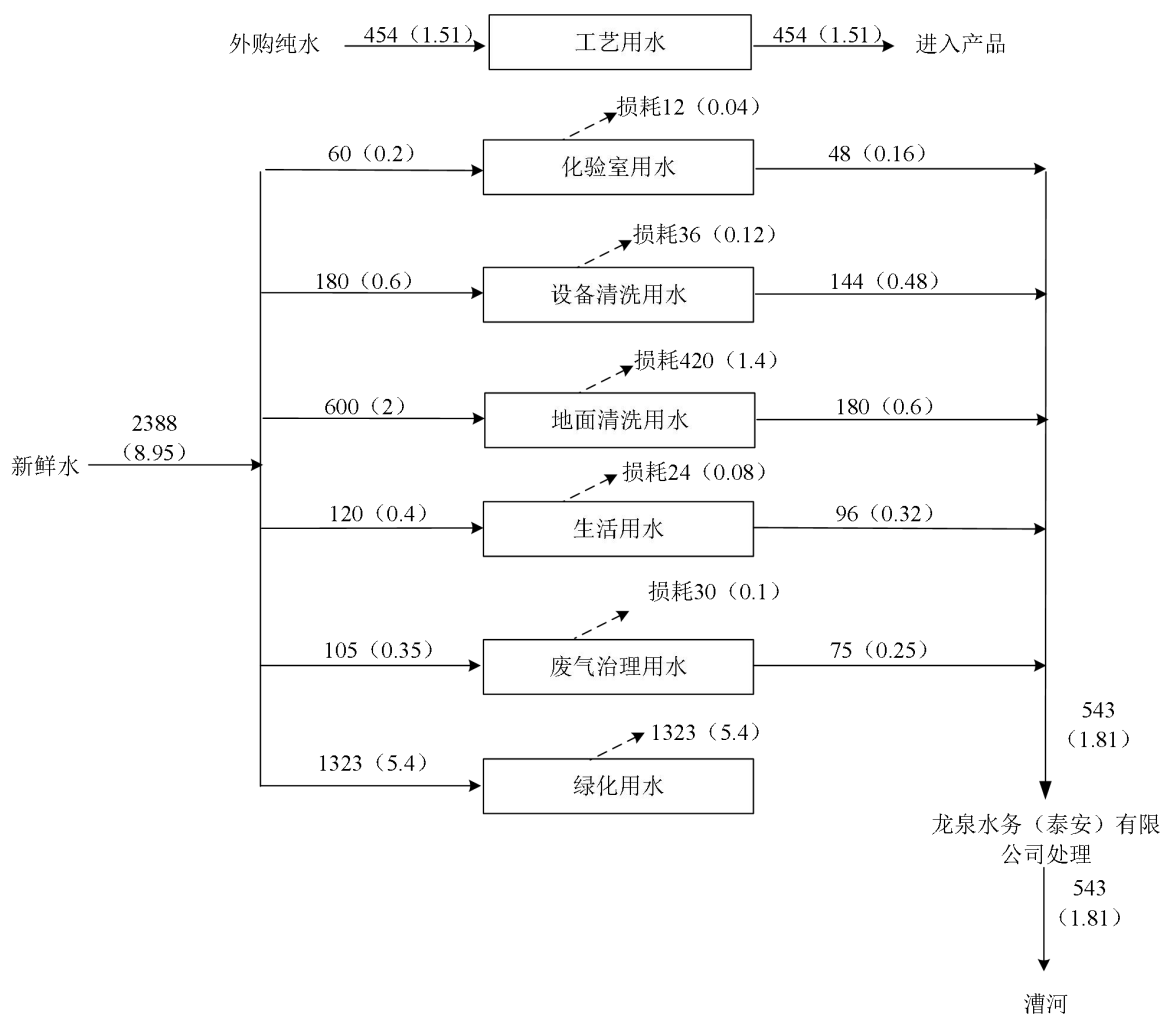 外购纯水
454（1.51）
工艺用水
454（1.51）
进入产品
损耗12（0.04）
60（0.2）
化验室用水
48（0.16）
损耗36（0.12）
180（0.6）
设备清洗用水
144（0.48）
损耗420（1.4）
600（2）
地面清洗用水
180（0.6）
新鲜水
2388
（8.95）
损耗24（0.08）
120（0.4）
生活用水
96（0.32）
损耗30（0.1）
105（0.35）
废气治理用水
75（0.25）
1323（5.4）
1323（5.4）
绿化用水
543
（1.81）
龙泉水务（泰安）有限
公司处理
543
（1.81）
漕河